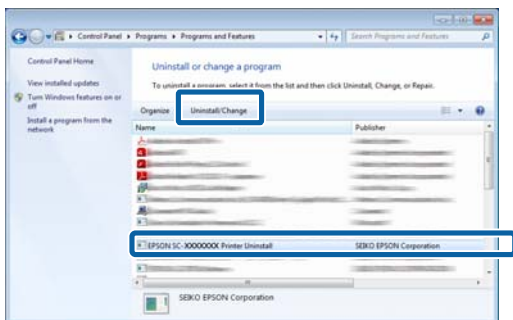 Control Panel ▸ Programs ▸ Programs and Features
Search Programs and Features
Control Panel Home
View installed updates
Turn Windows features on or off
Install a program from the network
Uninstall or change a program
To uninstall a program, select it from the list and then click Uninstall, Change, or Repair.
Organize Uninstall/Change
Name Publisher
EPSON SC-XXXXXXX Printer Uninstall SEIKO EPSON Corporation
SEIKO EPSON Corporation